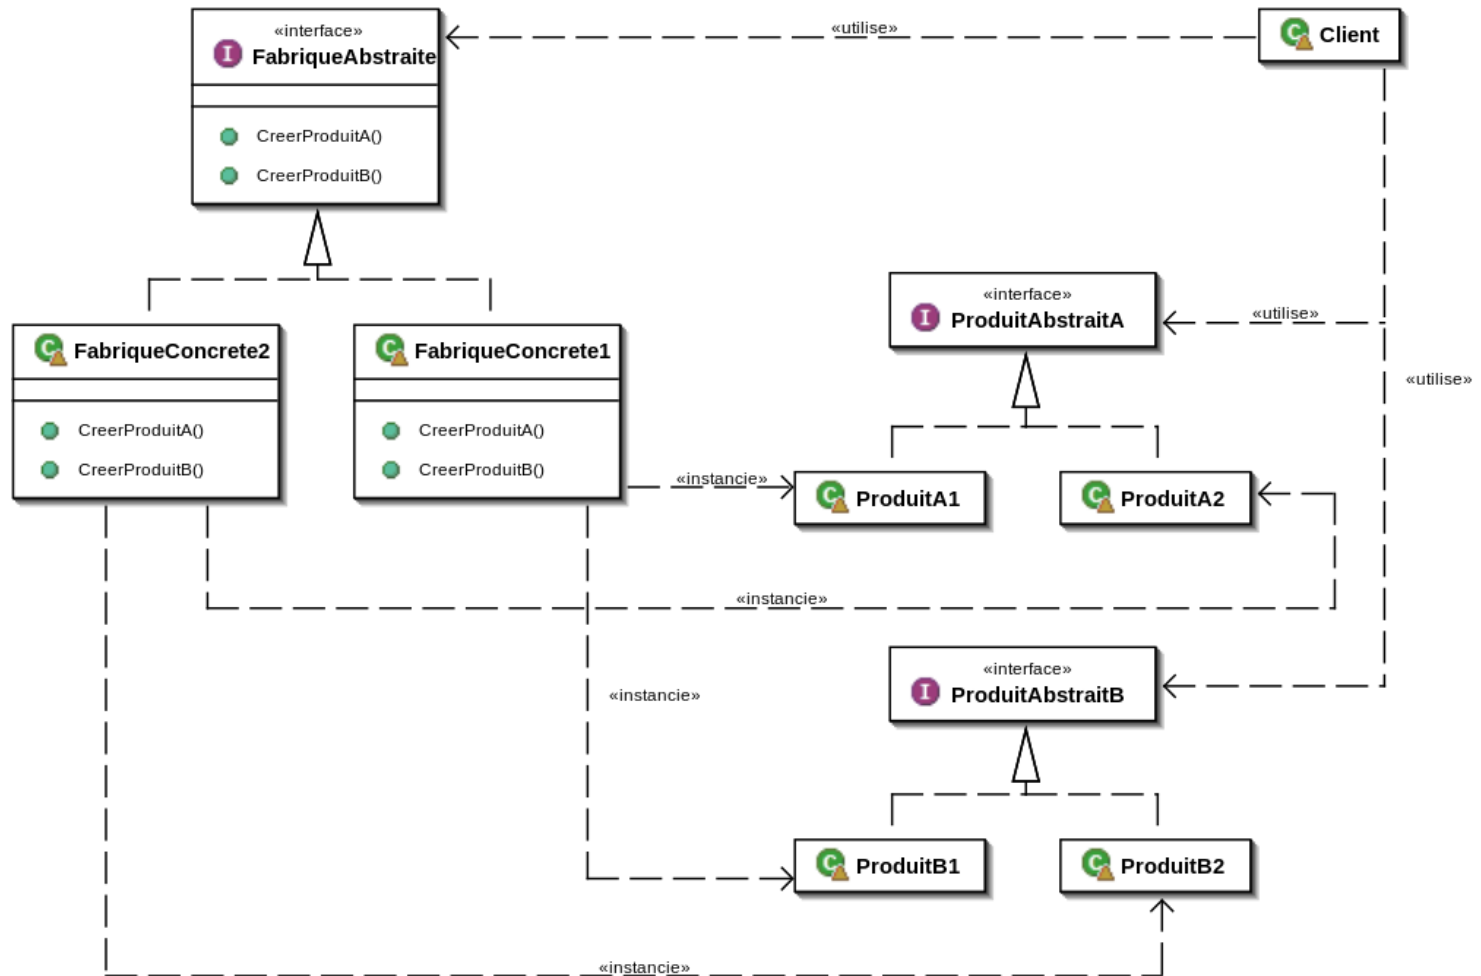 «interface»
FabriqueAbstraite
CreerProduitA()
CreerProduitB()
«utilise»
C Client
I
«interface»
I ProduitAbstraitA
«utilise»
«utilise»
C FabriqueConcrete2
CreerProduitA()
CreerProduitB()
C FabriqueConcrete1
CreerProduitA()
CreerProduitB()
«instancie»
C ProduitA1
C ProduitA2
«instancie»
«interface»
I ProduitAbstraitB
«instancie»
C ProduitB1
C ProduitB2
«instancie»